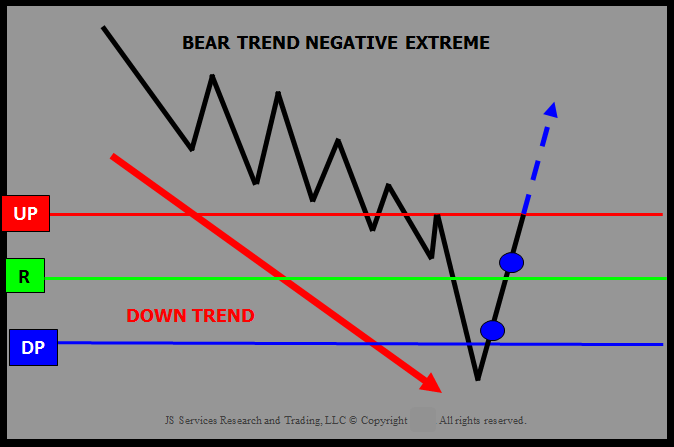 BEAR TREND NEGATIVE EXTREME
UP
R
DOWN TREND
DP
JS Services Research and Trading, LLC © Copyright All rights reserved.